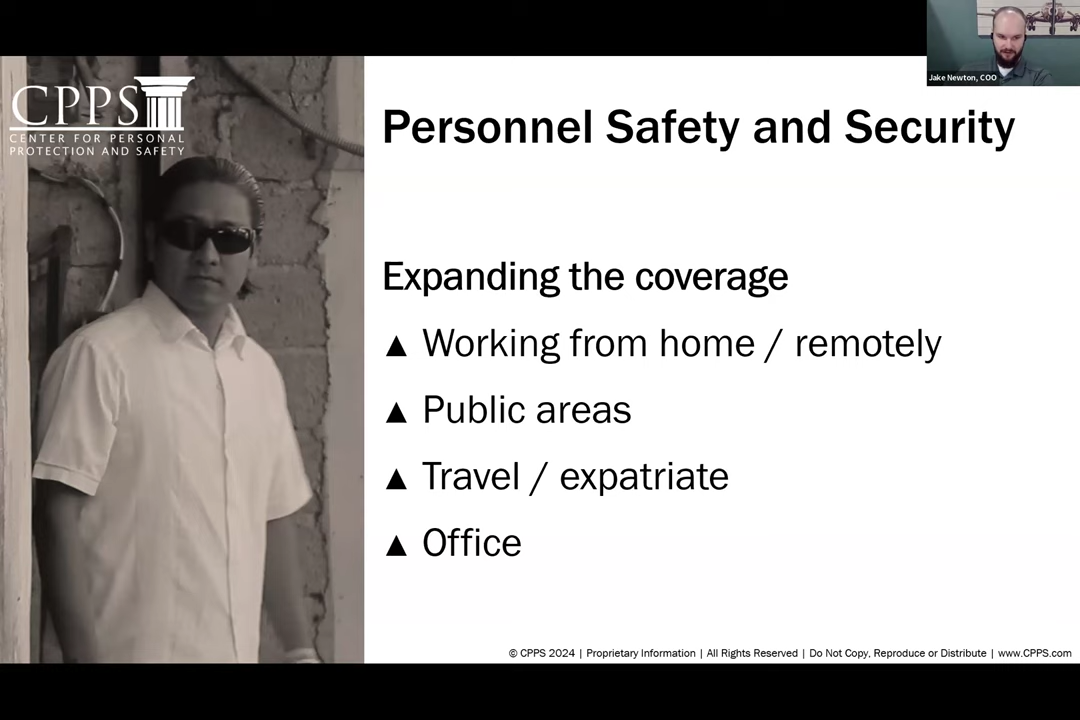 CPPS
CENTER FOR PERSONAL
PROTECTION AND SAFETY
Jake Newton, COO
Personnel Safety and Security
Expanding the coverage
▲ Working from home / remotely
▲ Public areas
▲ Travel / expatriate
▲ Office
© CPPS 2024 | Proprietary Information | All Rights Reserved | Do Not Copy, Reproduce or Distribute | www.CPPS.com